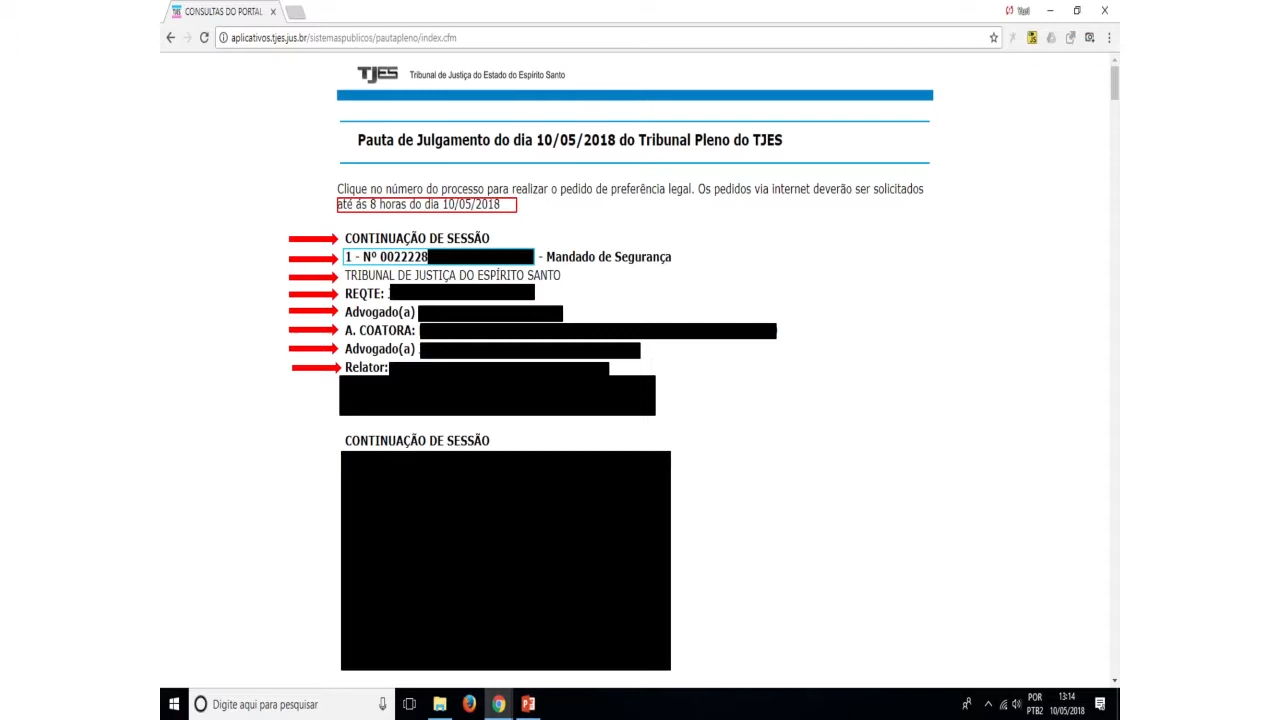 CONSULTAS DO PORTAL
aplicativos.tjes.jus.br/sistemaspublicos/pautapleno/index.cfm
TJES Tribunal de Justiça do Estado do Espírito Santo
Pauta de Julgamento do dia 10/05/2018 do Tribunal Pleno do TJES
Clique no número do processo para realizar o pedido de preferência legal. Os pedidos via internet deverão ser solicitados
até ás 8 horas do dia 10/05/2018
CONTINUAÇÃO DE SESSÃO
1 - Nº 0022228 - Mandado de Segurança
TRIBUNAL DE JUSTIÇA DO ESPÍRITO SANTO
REQTE:
Advogado(a)
A. COATORA:
Advogado(a)
Relator:
CONTINUAÇÃO DE SESSÃO
Digite aqui para pesquisar
POR 13:14
PTB2 10/05/2018